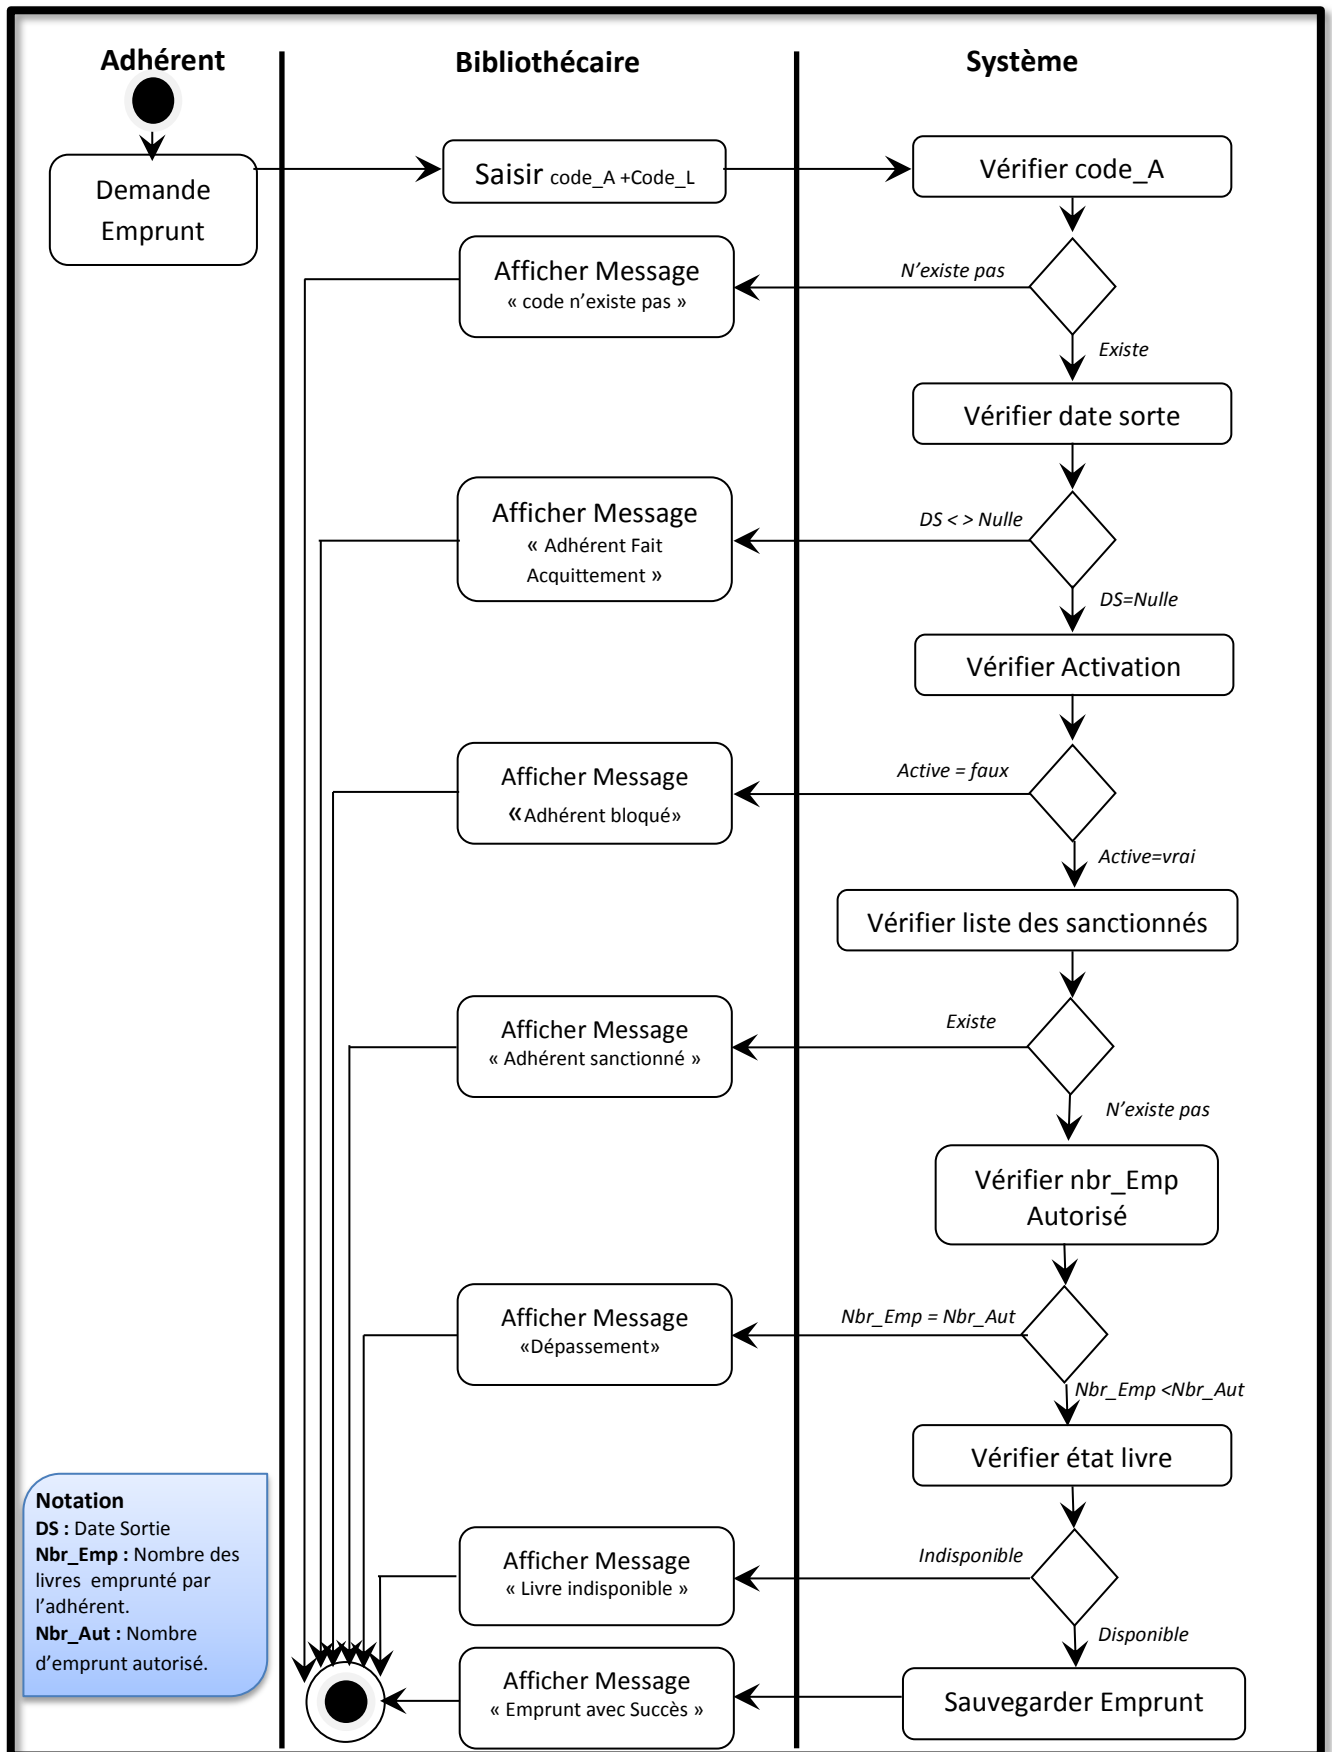 Adhérent
Bibliothécaire
Système
Demande
Emprunt
Saisir code_A +Code_L
Vérifier code_A
Afficher Message
« code n'existe pas »
N'existe pas
Existe
Vérifier date sorte
Afficher Message
« Adhérent Fait
Acquittement »
DS < > Nulle
DS=Nulle
Vérifier Activation
Afficher Message
«Adhérent bloqué»
Active = faux
Active=vrai
Vérifier liste des sanctionnés
Afficher Message
« Adhérent sanctionné »
Existe
N'existe pas
Vérifier nbr_Emp
Autorisé
Afficher Message
«Dépassement»
Nbr_Emp = Nbr_Aut
Nbr_Emp <Nbr_Aut
Vérifier état livre
Notation
DS : Date Sortie
Nbr_Emp : Nombre des
livres emprunté par
l'adhérent.
Nbr_Aut : Nombre
d'emprunt autorisé.
Afficher Message
« Livre indisponible »
Indisponible
Disponible
Afficher Message
« Emprunt avec Succès »
Sauvegarder Emprunt